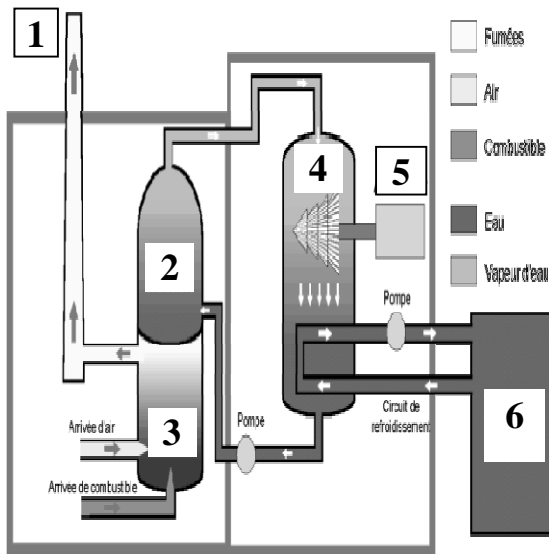 1
Fumées
Air
Combustible
Eau
Vapeur d'eau
4
5
2
Pompe
Arrivée d'air
3
Pompe
Circuit de
refroidissement
6
Arrivée de combustible